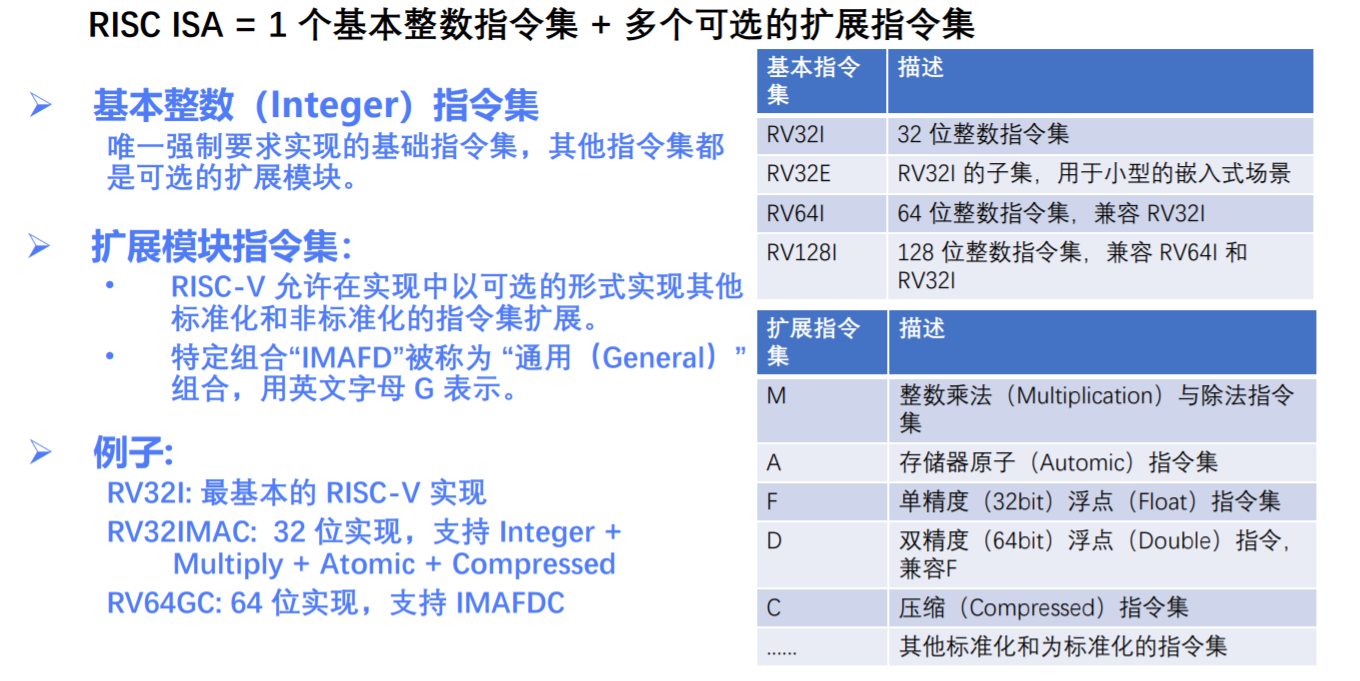 RISC ISA = 1 个基本整数指令集 + 多个可选的扩展指令集
➢ 基本整数（Integer）指令集
唯一强制要求实现的基础指令集，其他指令集都
是可选的扩展模块。
➢ 扩展模块指令集：
• RISC-V 允许在实现中以可选的形式实现其他
标准化和非标准化的指令集扩展。
• 特定组合“IMAFD”被称为 “通用（General）”
组合，用英文字母 G 表示。
➢ 例子:
RV32I: 最基本的 RISC-V 实现
RV32IMAC: 32 位实现，支持 Integer +
Multiply + Atomic + Compressed
RV64GC: 64 位实现，支持 IMAFDC
基本指令 描述
集
RV32I 32 位整数指令集
RV32E RV32I 的子集，用于小型的嵌入式场景
RV64I 64 位整数指令集，兼容 RV32I
RV128I 128 位整数指令集，兼容 RV64I 和
RV32I
扩展指令 描述
集
M 整数乘法（Multiplication）与除法指令
集
A 存储器原子（Automic）指令集
F 单精度（32bit）浮点（Float）指令集
D 双精度（64bit）浮点（Double）指令，
兼容F
C 压缩（Compressed）指令集
...... 其他标准化和为标准化的指令集